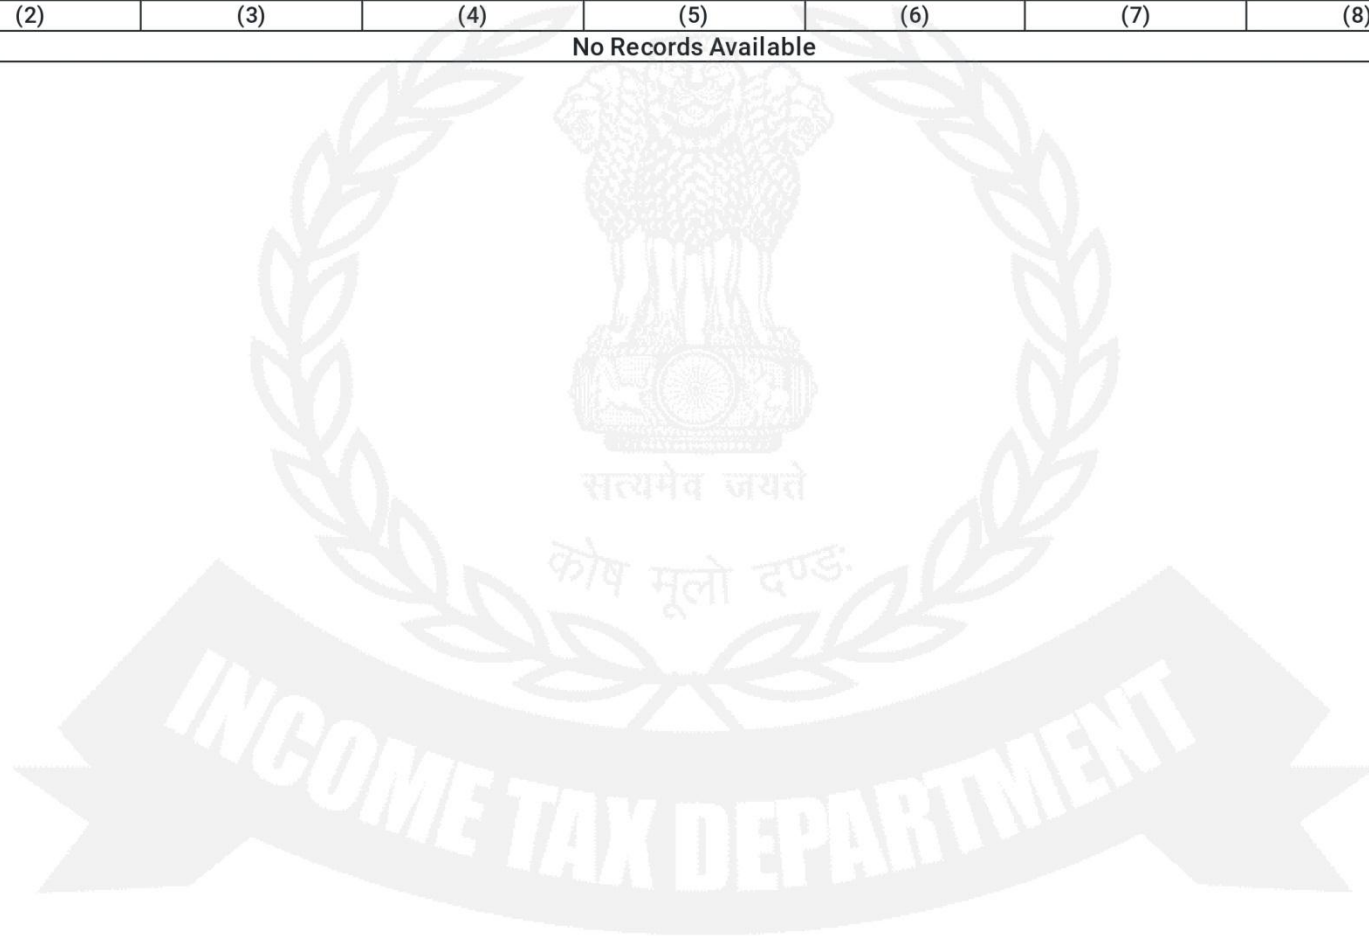 (2) (3) (4) (5) (6) (7) (8)
No Records Available
सत्यमेव जयते
कोष मूलो दण्डः
INCOME TAX DEPARTMENT